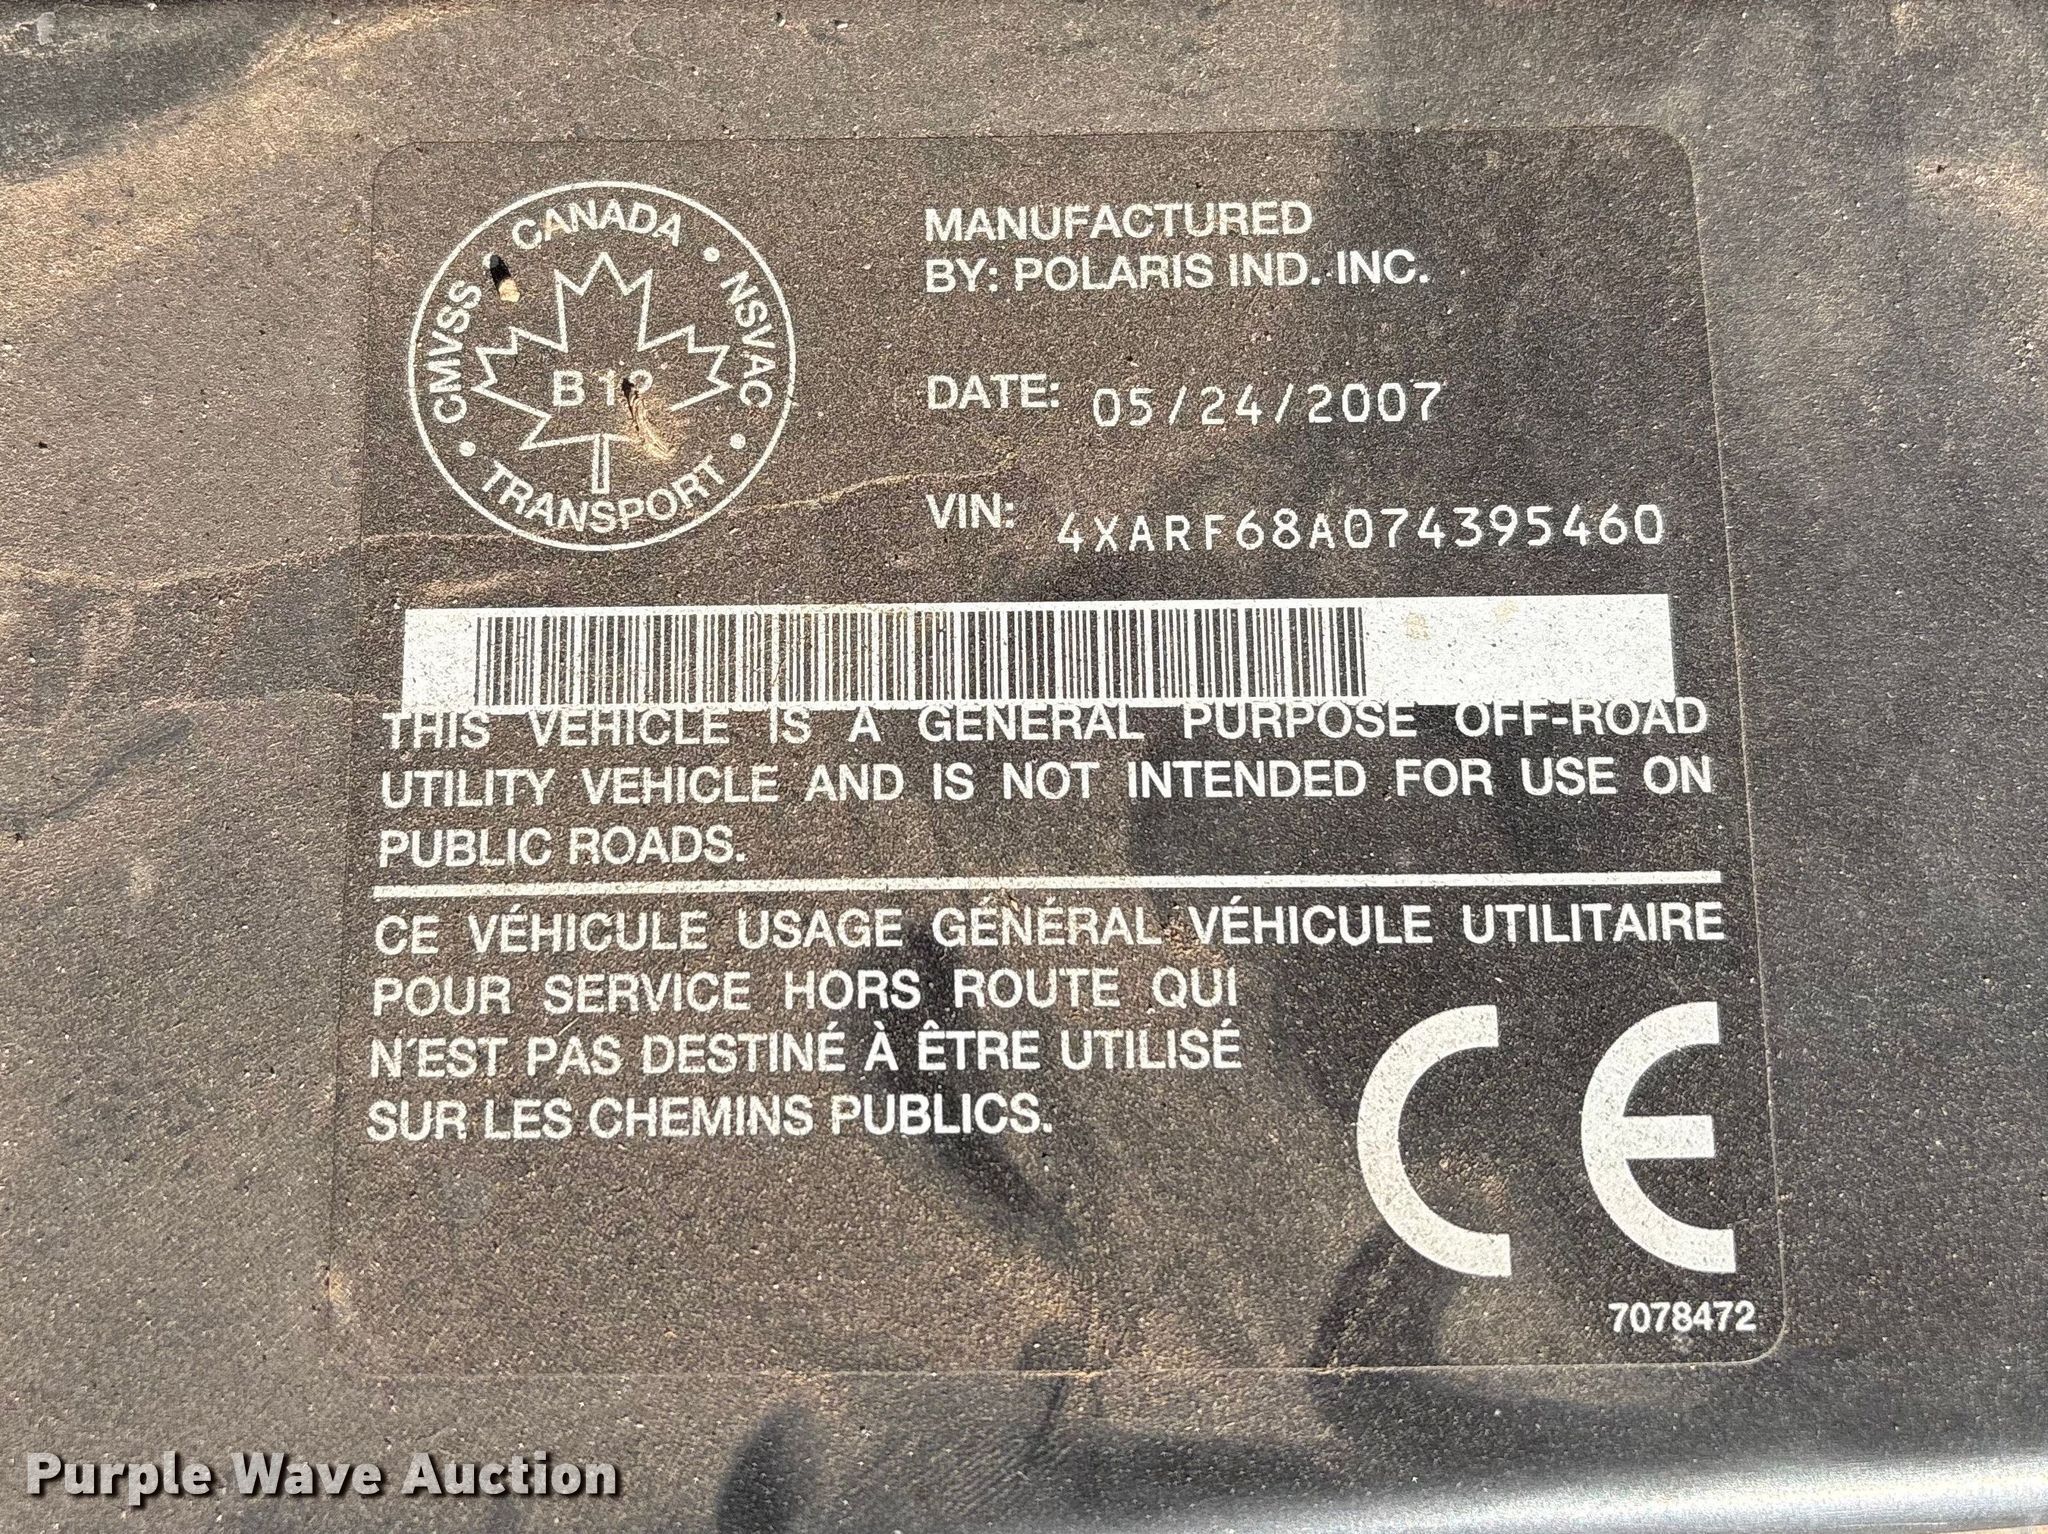 CANADA
CMVSS
NSVAC
TRANSPORT
MANUFACTURED
BY: POLARIS IND. INC.
DATE: 05/24/2007
VIN: 4XARF68A074395460
THIS VEHICLE IS A GENERAL PURPOSE OFF-ROAD
UTILITY VEHICLE AND IS NOT INTENDED FOR USE ON
PUBLIC ROADS.
CE VÉHICULE USAGE GÉNÉRAL VÉHICULE UTILITAIRE
POUR SERVICE HORS ROUTE QUI
N'EST PAS DESTINÉ À ÊTRE UTILISÉ
SUR LES CHEMINS PUBLICS.
CE
7078472
Purple Wave Auction